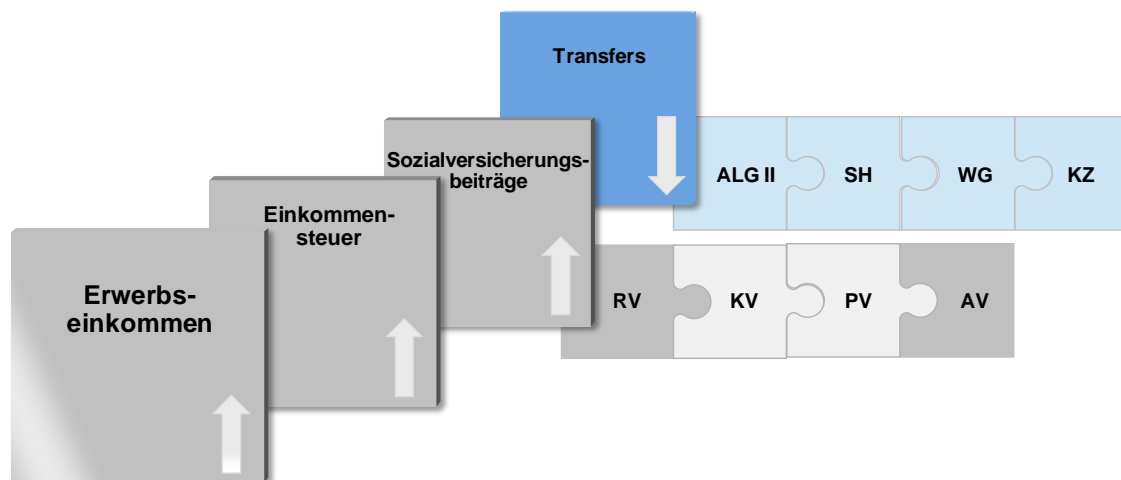 Transfers
Sozialversicherungs-
beiträge
Einkommen-
steuer
Erwerbs-
einkommen
ALG II SH WG KZ
RV KV PV AV